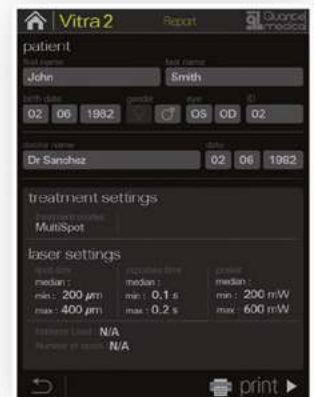 Vitra 2 Report Quantel medical
patient
first name last name
John Smith
birth date gender eye ID
02 06 1982 OS OD 02
doctor name date
Dr Sanchez 02 06 1982
treatment settings
treatment modes
MultiSpot
laser settings
spot size exposure time power
median : median : median :
min : 200 µm min : 0,1 s min : 200 mW
max : 400 µm max : 0,2 s max : 600 mW
Patterns Used : N/A
Number of spots : N/A
print